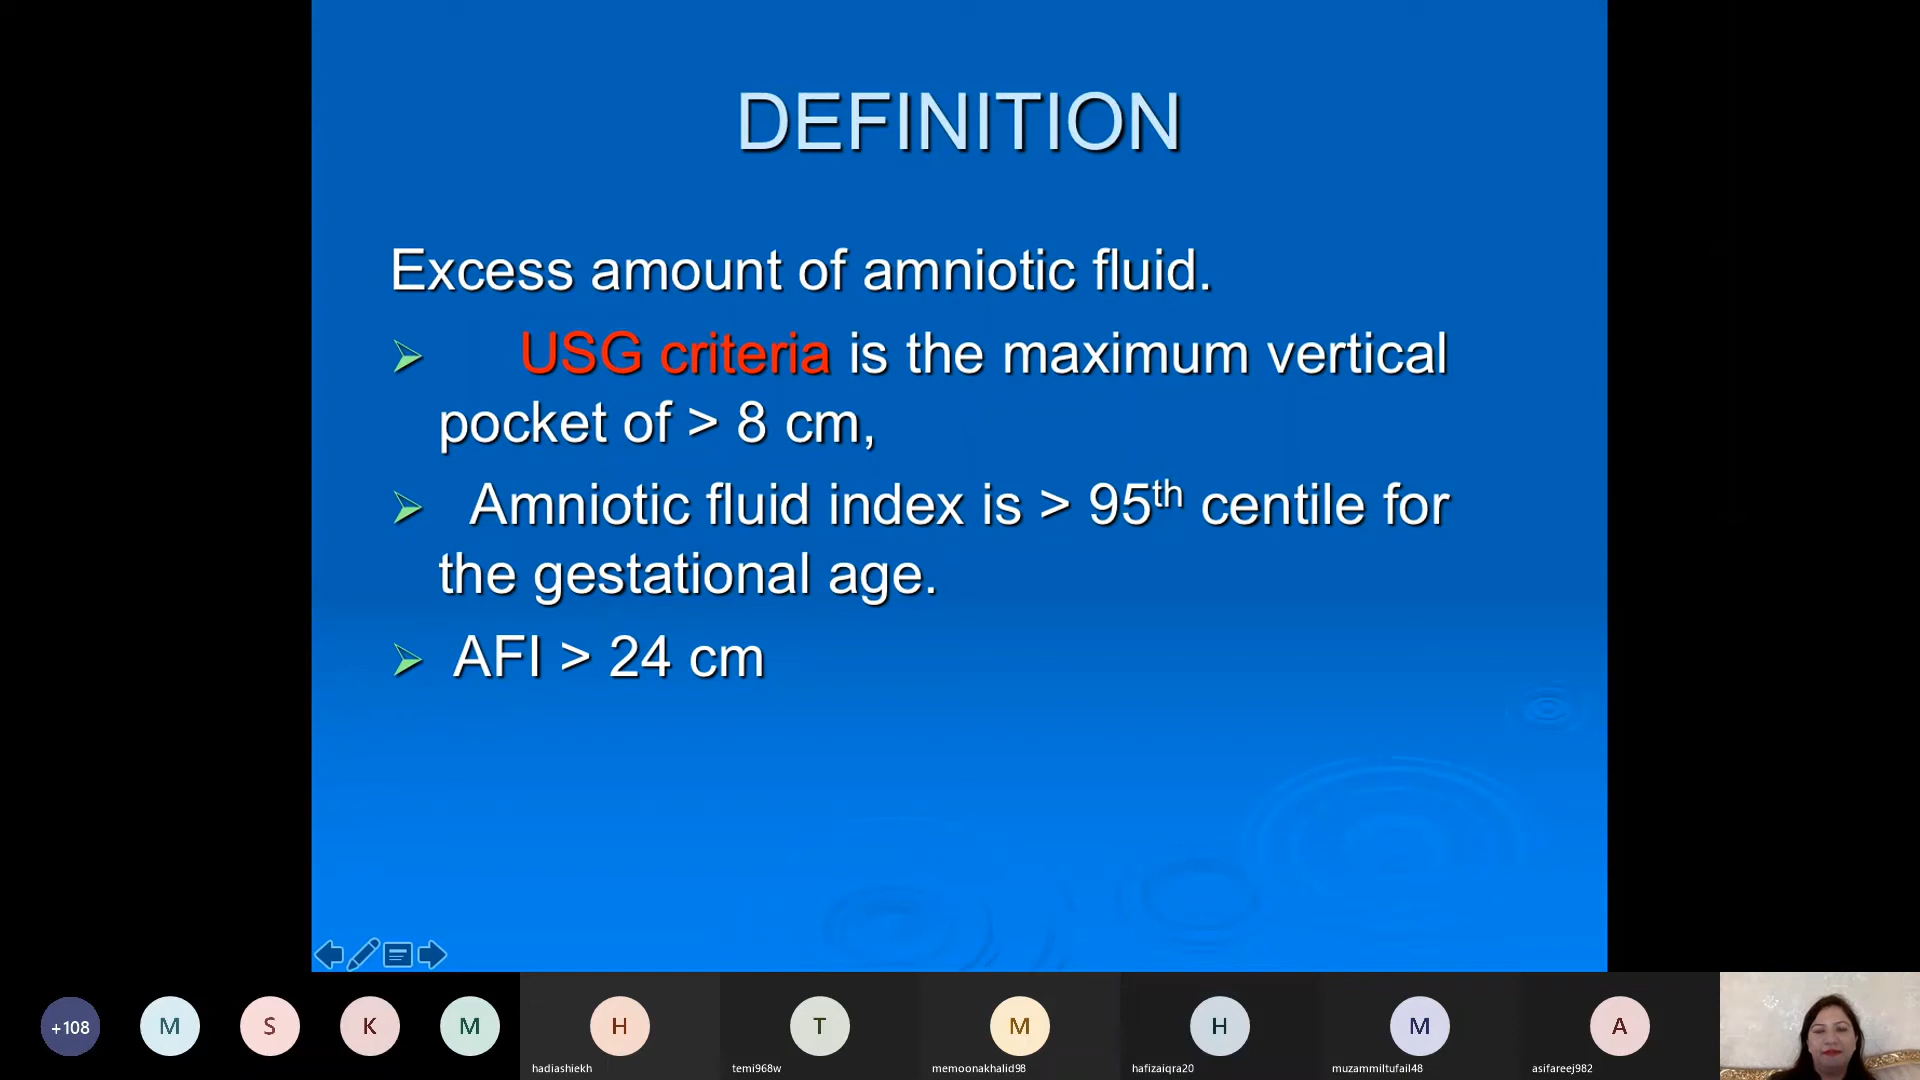 DEFINITION
Excess amount of amniotic fluid.
➢ USG criteria is the maximum vertical
pocket of > 8 cm,
➢ Amniotic fluid index is > 95th centile for
the gestational age.
➢ AFI > 24 cm
+108 M S K M H T M H M A
hadiashiekh temi968w memoonakhalid98 hafizaiqra20 muzammiltufail48 asifareej982